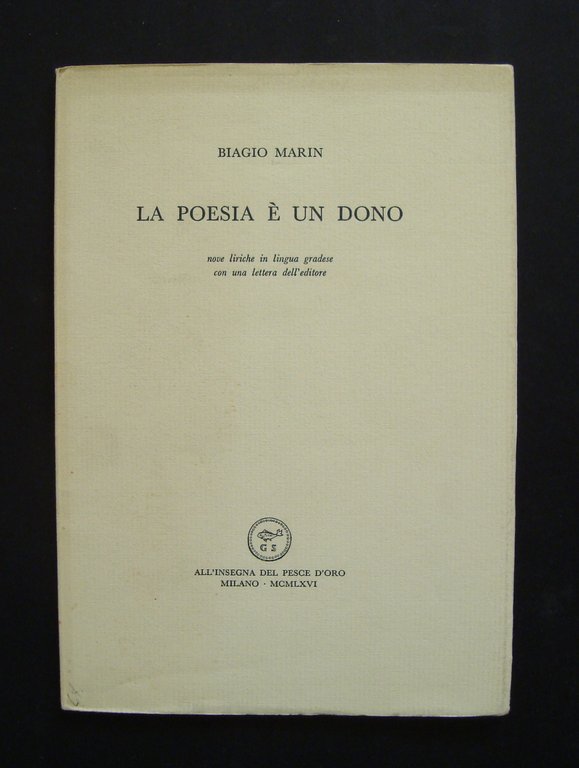 BIAGIO MARIN
LA POESIA È UN DONO
nove liriche in lingua gradese
con una lettera dell'editore
G S
ALL'INSEGNA DEL PESCE D'ORO
MILANO · MCMLXVI